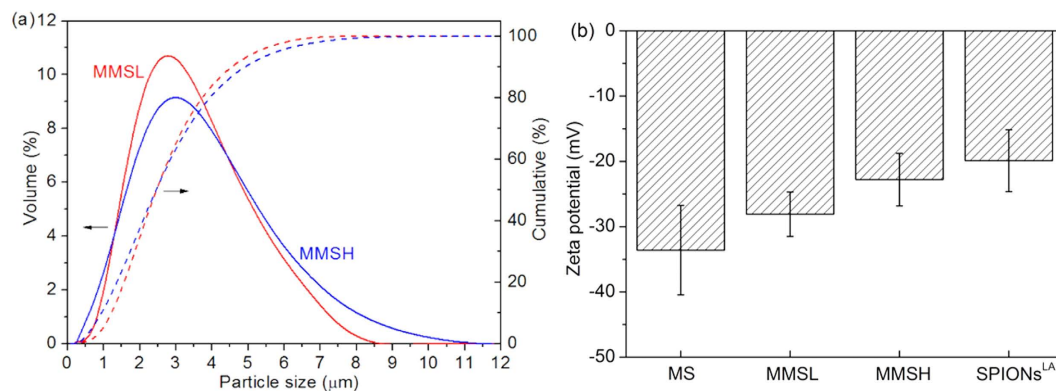 (a)
12
10
8
6
4
2
0
Volume (%)
MMSL
MMSH
100
80
60
40
20
0
Cumulative (%)
0 1 2 3 4 5 6 7 8 9 10 11 12
Particle size (μm)
(b)
0
-10
-20
-30
-40
-50
Zeta potential (mV)
MS MMSL MMSH SPIONsᴸᴬ